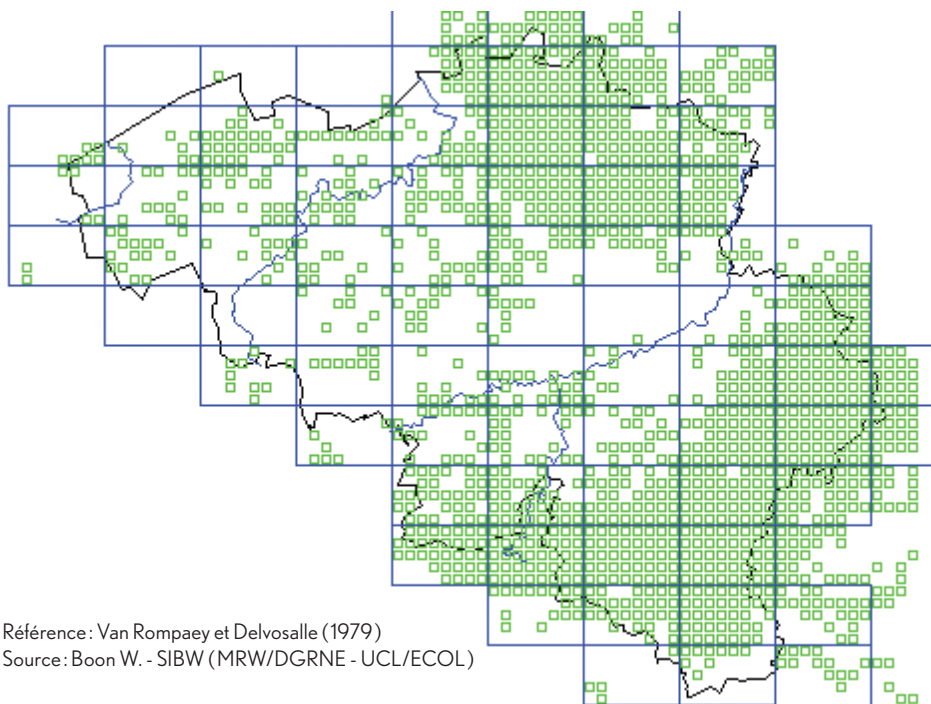 Référence : Van Rompaey et Delvosalle (1979)
Source : Boon W. - SIBW (MRW/DGRNE - UCL/ECOL)